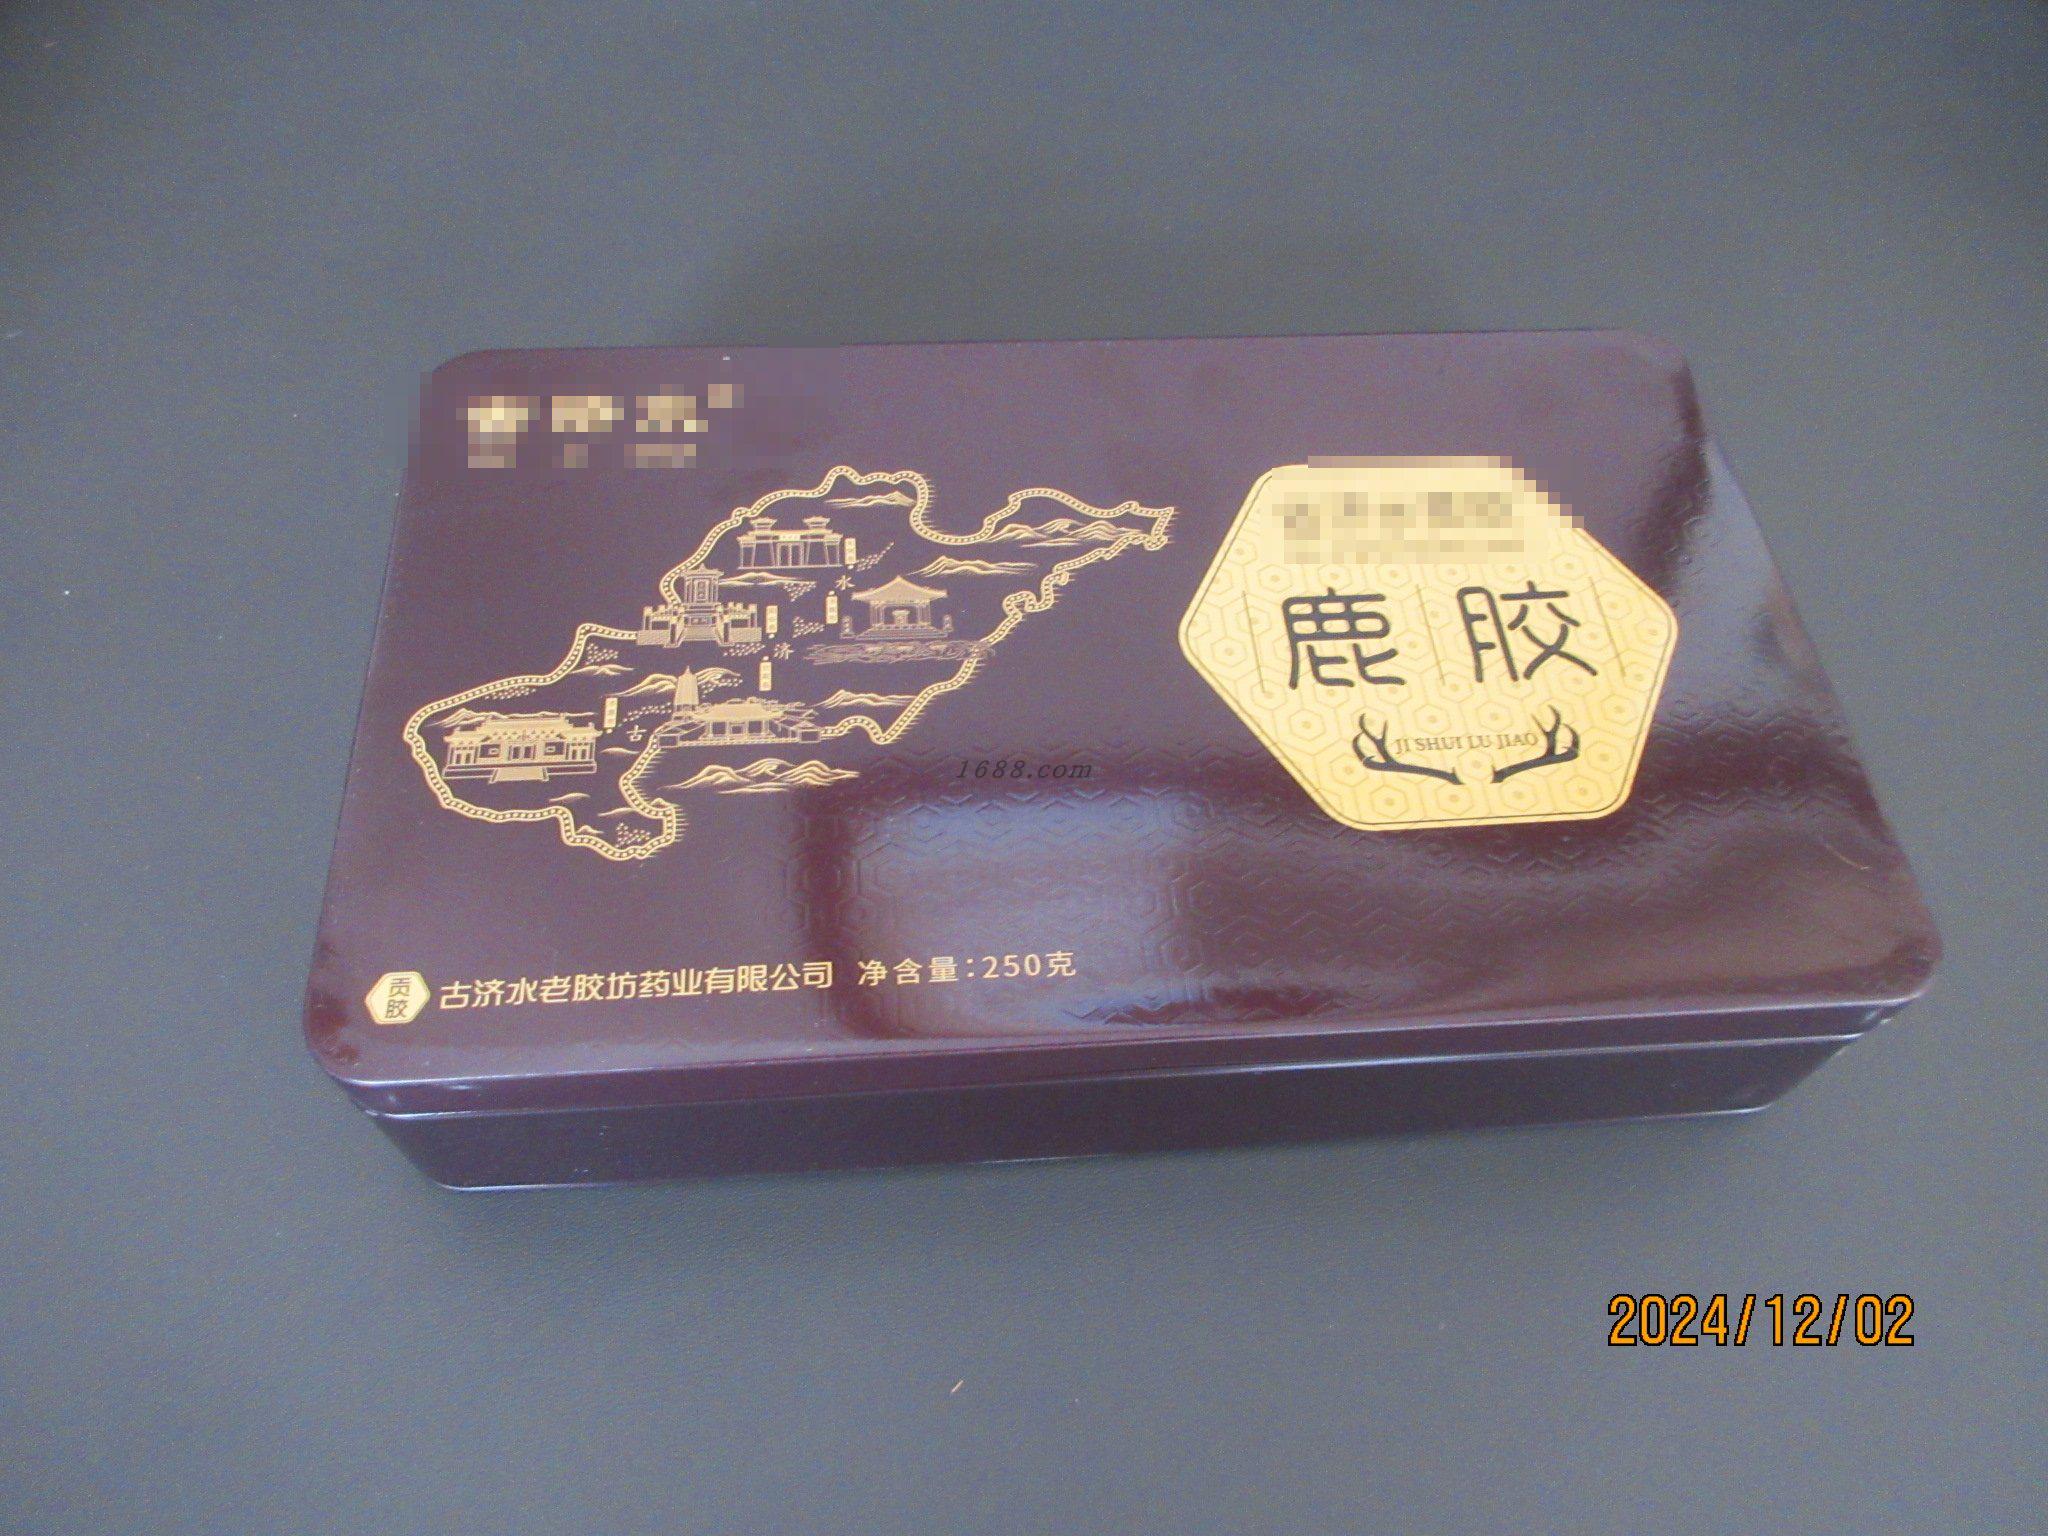 水
济
古
鹿胶
JI SHUI LU JIAO
1688.com
贡胶
古济水老胶坊药业有限公司 净含量:250克
2024/12/02